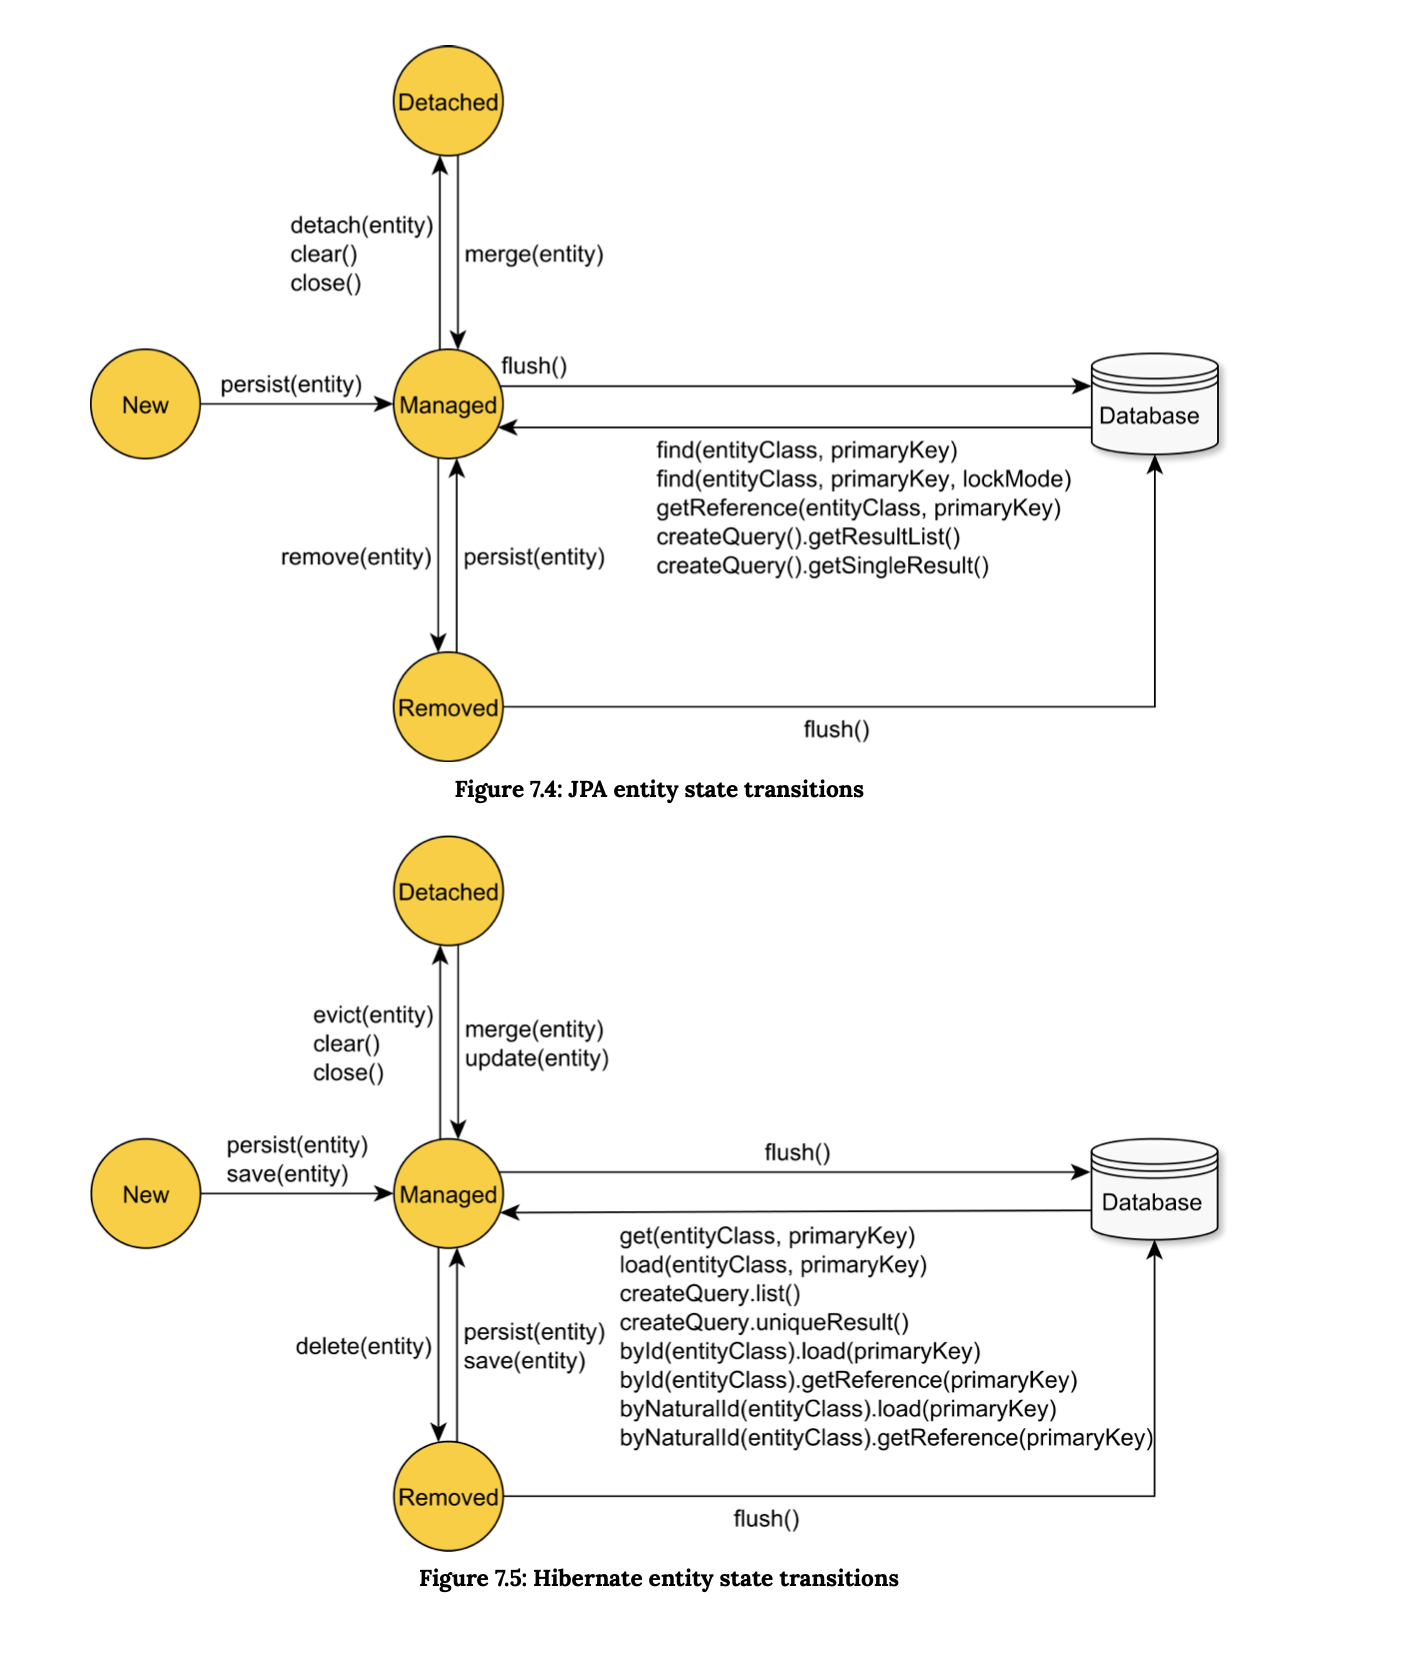 Detached
detach(entity)
clear()
close()
merge(entity)
New
persist(entity)
Managed
flush()
Database
find(entityClass, primaryKey)
find(entityClass, primaryKey, lockMode)
getReference(entityClass, primaryKey)
createQuery().getResultList()
createQuery().getSingleResult()
remove(entity)
persist(entity)
Removed
flush()
Figure 7.4: JPA entity state transitions
Detached
evict(entity)
clear()
close()
merge(entity)
update(entity)
New
persist(entity)
save(entity)
Managed
flush()
Database
get(entityClass, primaryKey)
load(entityClass, primaryKey)
createQuery.list()
createQuery.uniqueResult()
byId(entityClass).load(primaryKey)
byId(entityClass).getReference(primaryKey)
byNaturalId(entityClass).load(primaryKey)
byNaturalId(entityClass).getReference(primaryKey)
delete(entity)
persist(entity)
save(entity)
Removed
flush()
Figure 7.5: Hibernate entity state transitions